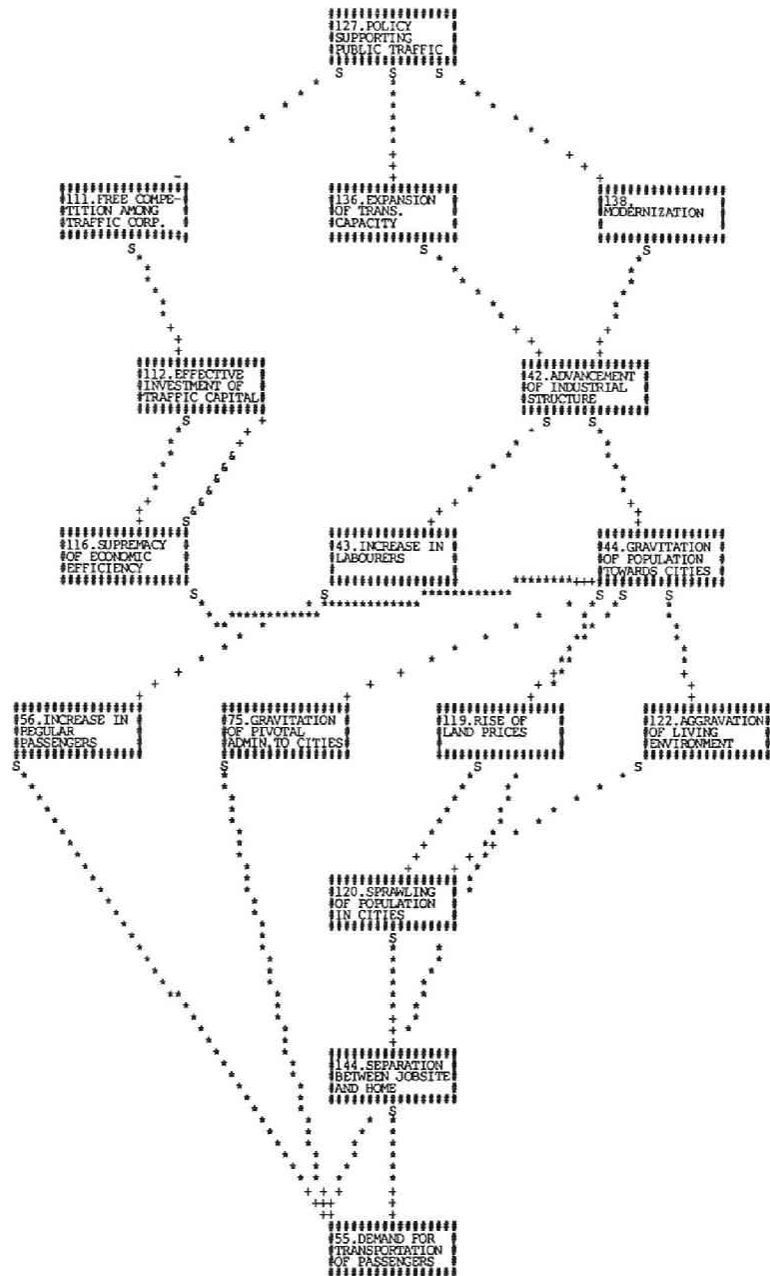 127.POLICY
SUPPORTING
PUBLIC TRAFFIC
111.FREE COMPE-
TITION AMONG
TRAFFIC CORP.
136.EXPANSION
OF TRANS.
CAPACITY
138.
MODERNIZATION
112.EFFECTIVE
INVESTMENT OF
TRAFFIC CAPITAL
42.ADVANCEMENT
OF INDUSTRIAL
STRUCTURE
116.SUPREMACY
OF ECONOMIC
EFFICIENCY
43.INCREASE IN
LABOURERS
44.GRAVITATION
OF POPULATION
TOWARDS CITIES
56.INCREASE IN
REGULAR
PASSENGERS
75.GRAVITATION
OF PIVOTAL
ADMIN.TO CITIES
119.RISE OF
LAND PRICES
122.AGGRAVATION
OF LIVING
ENVIRONMENT
120.SPRAWLING
OF POPULATION
IN CITIES
144.SEPARATION
BETWEEN JOBSITE
AND HOME
55.DEMAND FOR
TRANSPORTATION
OF PASSENGERS